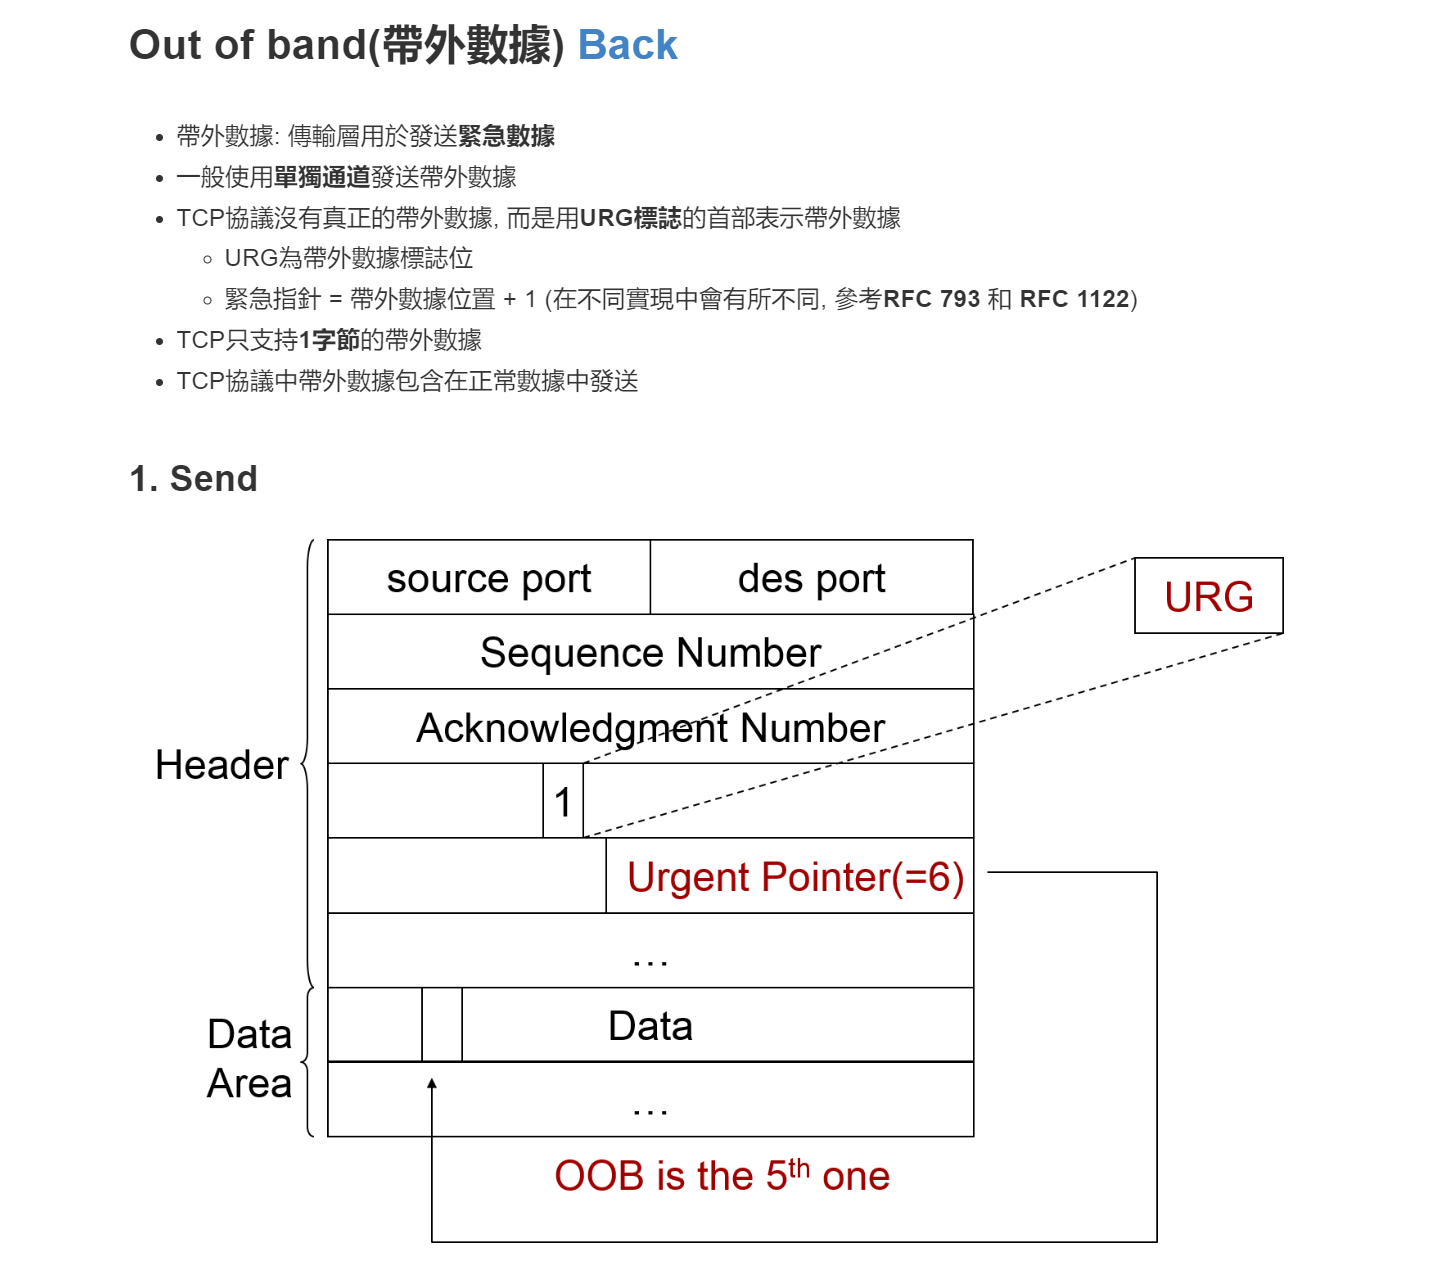 Out of band(帶外數據) Back
帶外數據: 傳輸層用於發送緊急數據
一般使用單獨通道發送帶外數據
TCP協議沒有真正的帶外數據, 而是用URG標誌的首部表示帶外數據
URG為帶外數據標誌位
緊急指針 = 帶外數據位置 + 1 (在不同實現中會有所不同, 參考RFC 793 和 RFC 1122)
TCP只支持1字節的帶外數據
TCP協議中帶外數據包含在正常數據中發送
1. Send
source port
des port
URG
Sequence Number
Acknowledgment Number
Header
1
Urgent Pointer(=6)
...
Data
Area
Data
...
OOB is the 5th one